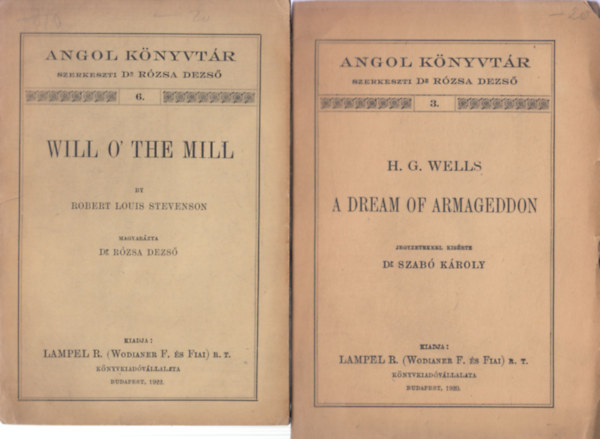 ANGOL KÖNYVTÁR
SZERKESZTI Dr RÓZSA DEZSŐ
6.
WILL O' THE MILL
BY
ROBERT LOUIS STEVENSON
MAGYARÁZTA
Dr RÓZSA DEZSŐ
KIADJA:
LAMPEL R. (WODIANER F. ÉS FIAI) R. T.
KÖNYVKIADÓVÁLLALATA
BUDAPEST, 1922.
ANGOL KÖNYVTÁR
SZERKESZTI Dr RÓZSA DEZSŐ
3.
H. G. WELLS
A DREAM OF ARMAGEDDON
JEGYZETEKKEL KISÉRTE
Dr SZABÓ KÁROLY
KIADJA:
LAMPEL R. (WODIANER F. ÉS FIAI) R. T.
KÖNYVKIADÓVÁLLALATA
BUDAPEST, 1920.